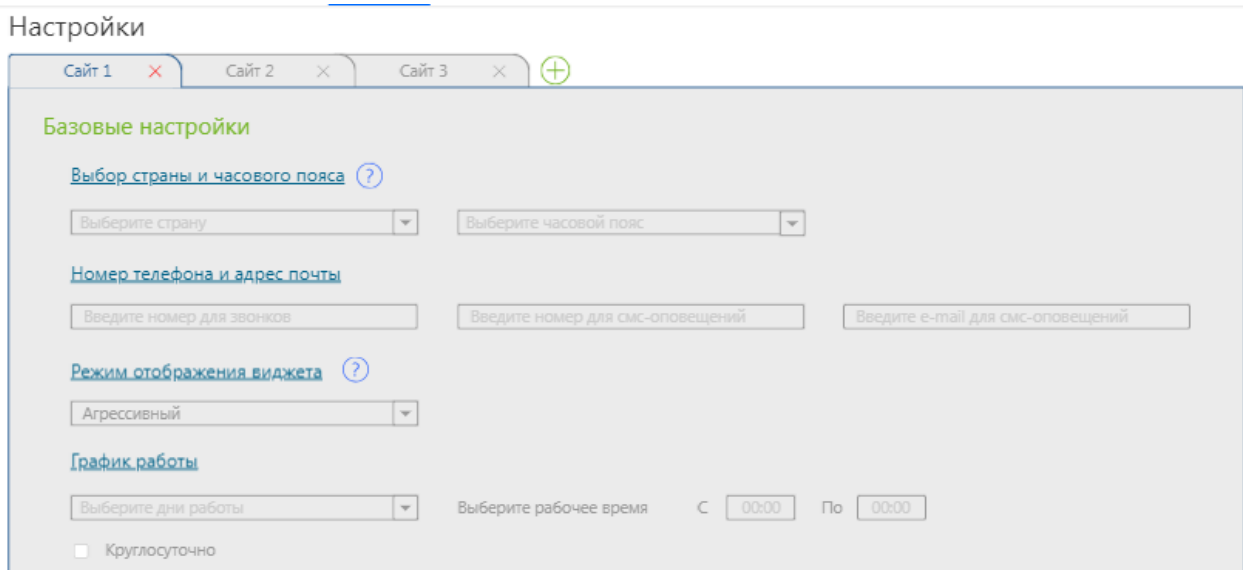 Настройки
Сайт 1 Сайт 2 Сайт 3
Базовые настройки
Выбор страны и часового пояса ?
Выберите страну Выберите часовой пояс
Номер телефона и адрес почты
Введите номер для звонков Введите номер для смс-оповещений Введите e-mail для смс-оповещений
Режим отображения виджета ?
Агрессивный
График работы
Выберите дни работы Выберите рабочее время С 00:00 По 00:00
Круглосуточно